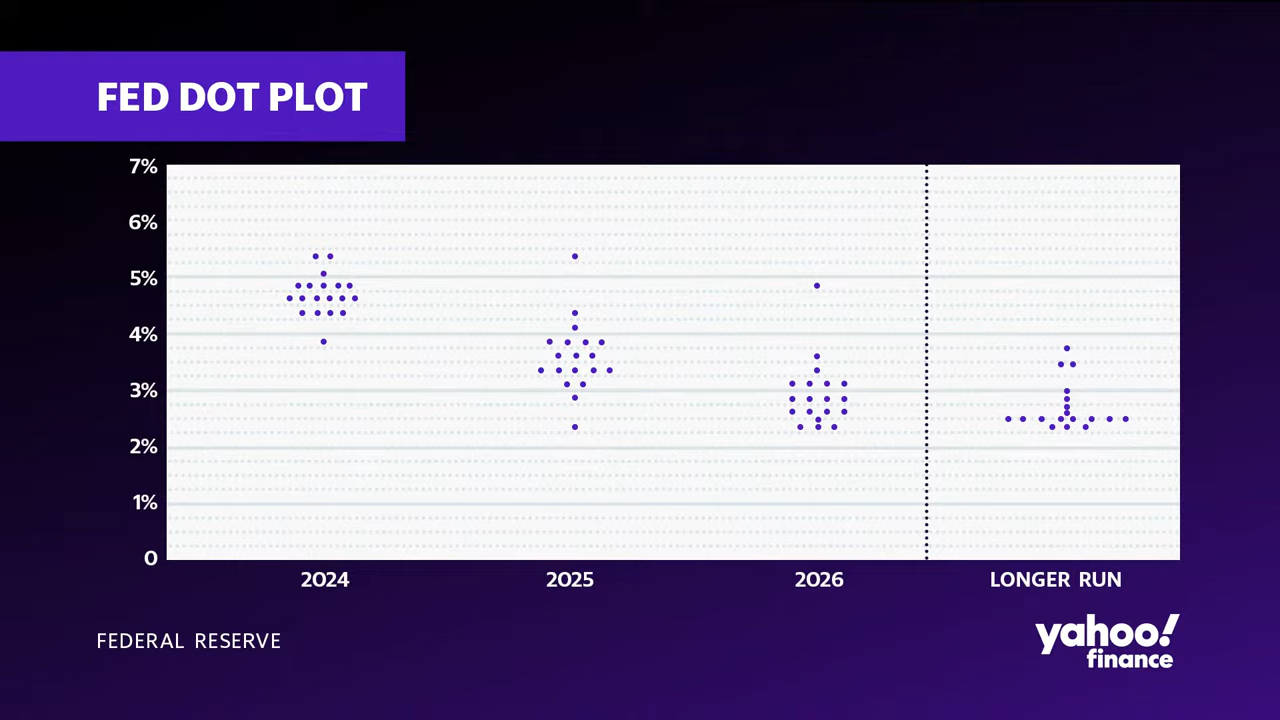 FED DOT PLOT
7%
6%
5%
4%
3%
2%
1%
0
2024 2025 2026 LONGER RUN
FEDERAL RESERVE
yahoo!
finance